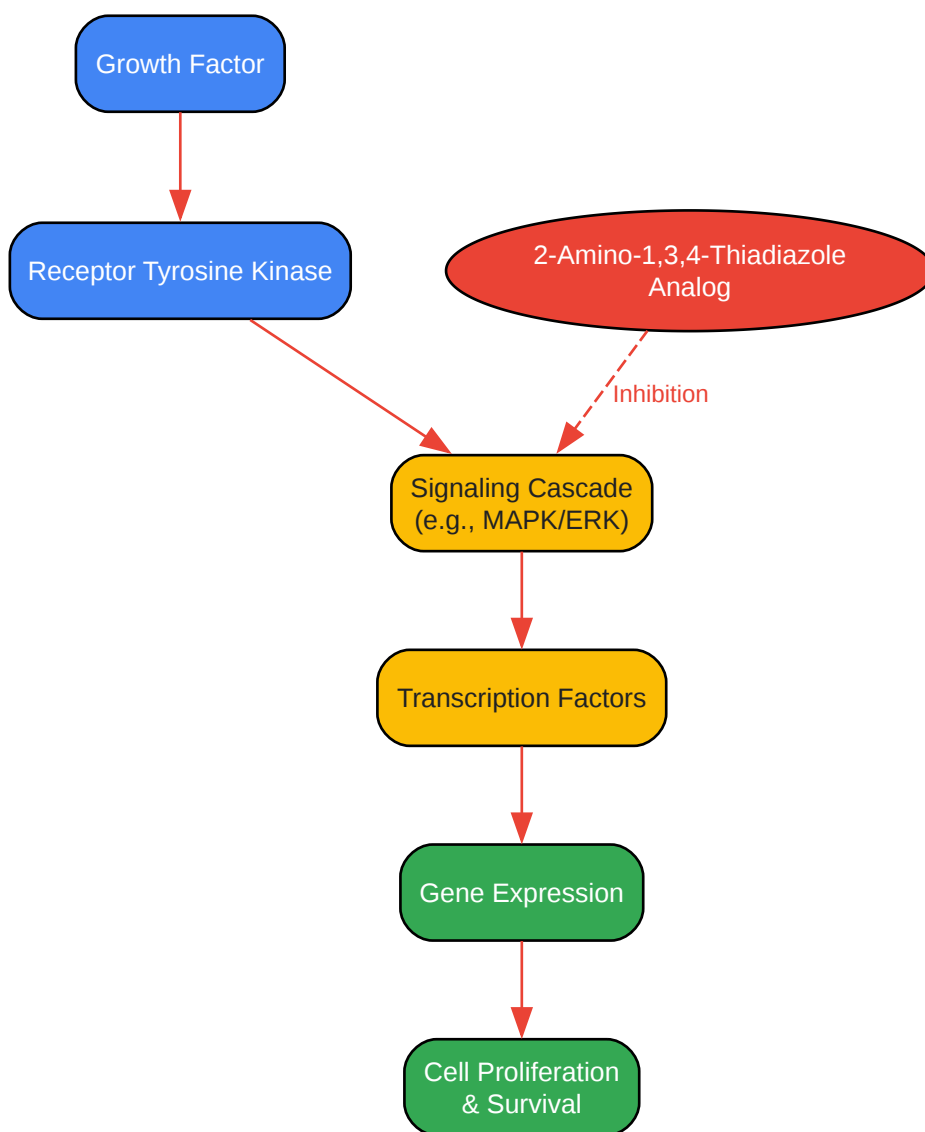 Growth Factor
Receptor Tyrosine Kinase
2-Amino-1,3,4-Thiadiazole
Analog
Inhibition
Signaling Cascade
(e.g., MAPK/ERK)
Transcription Factors
Gene Expression
Cell Proliferation
& Survival